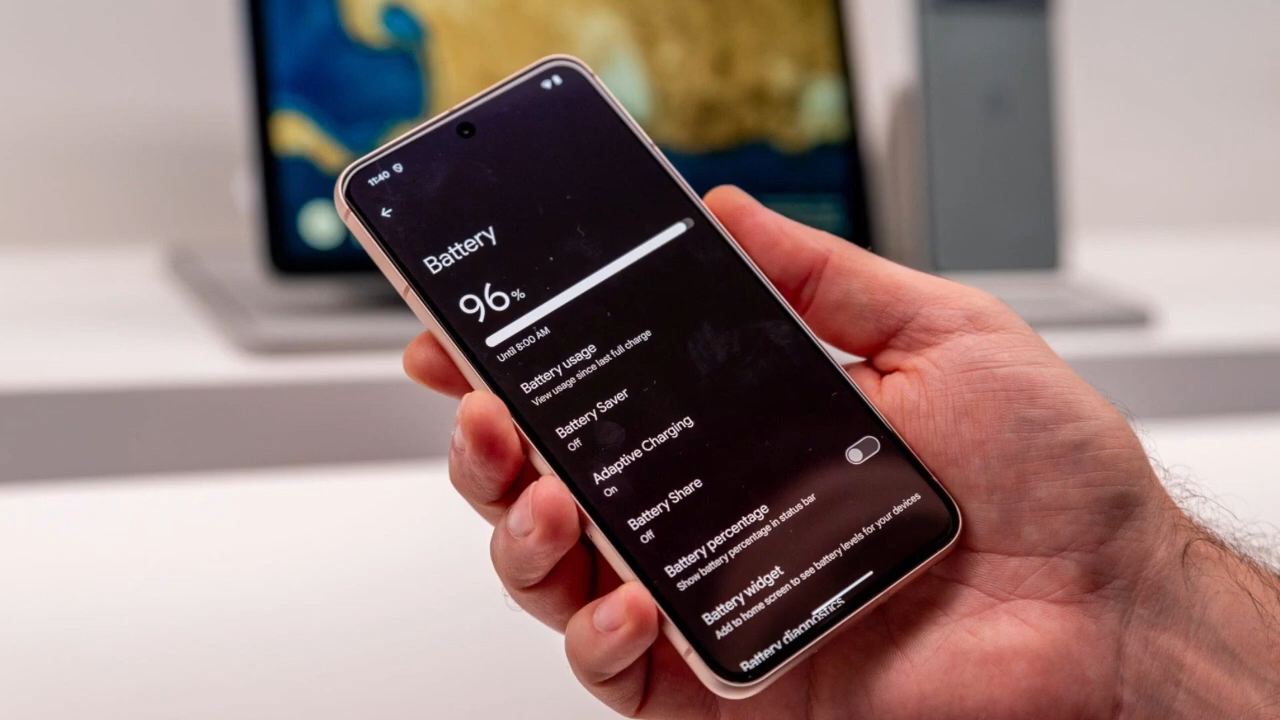 11:40
Battery
96%
Until 8:00 AM
Battery usage
View usage since last full charge
Battery Saver
Off
Adaptive Charging
On
Battery Share
Off
Battery percentage
Show battery percentage in status bar
Battery widget
Add to home screen to see battery levels for your devices
Battery diagnostics